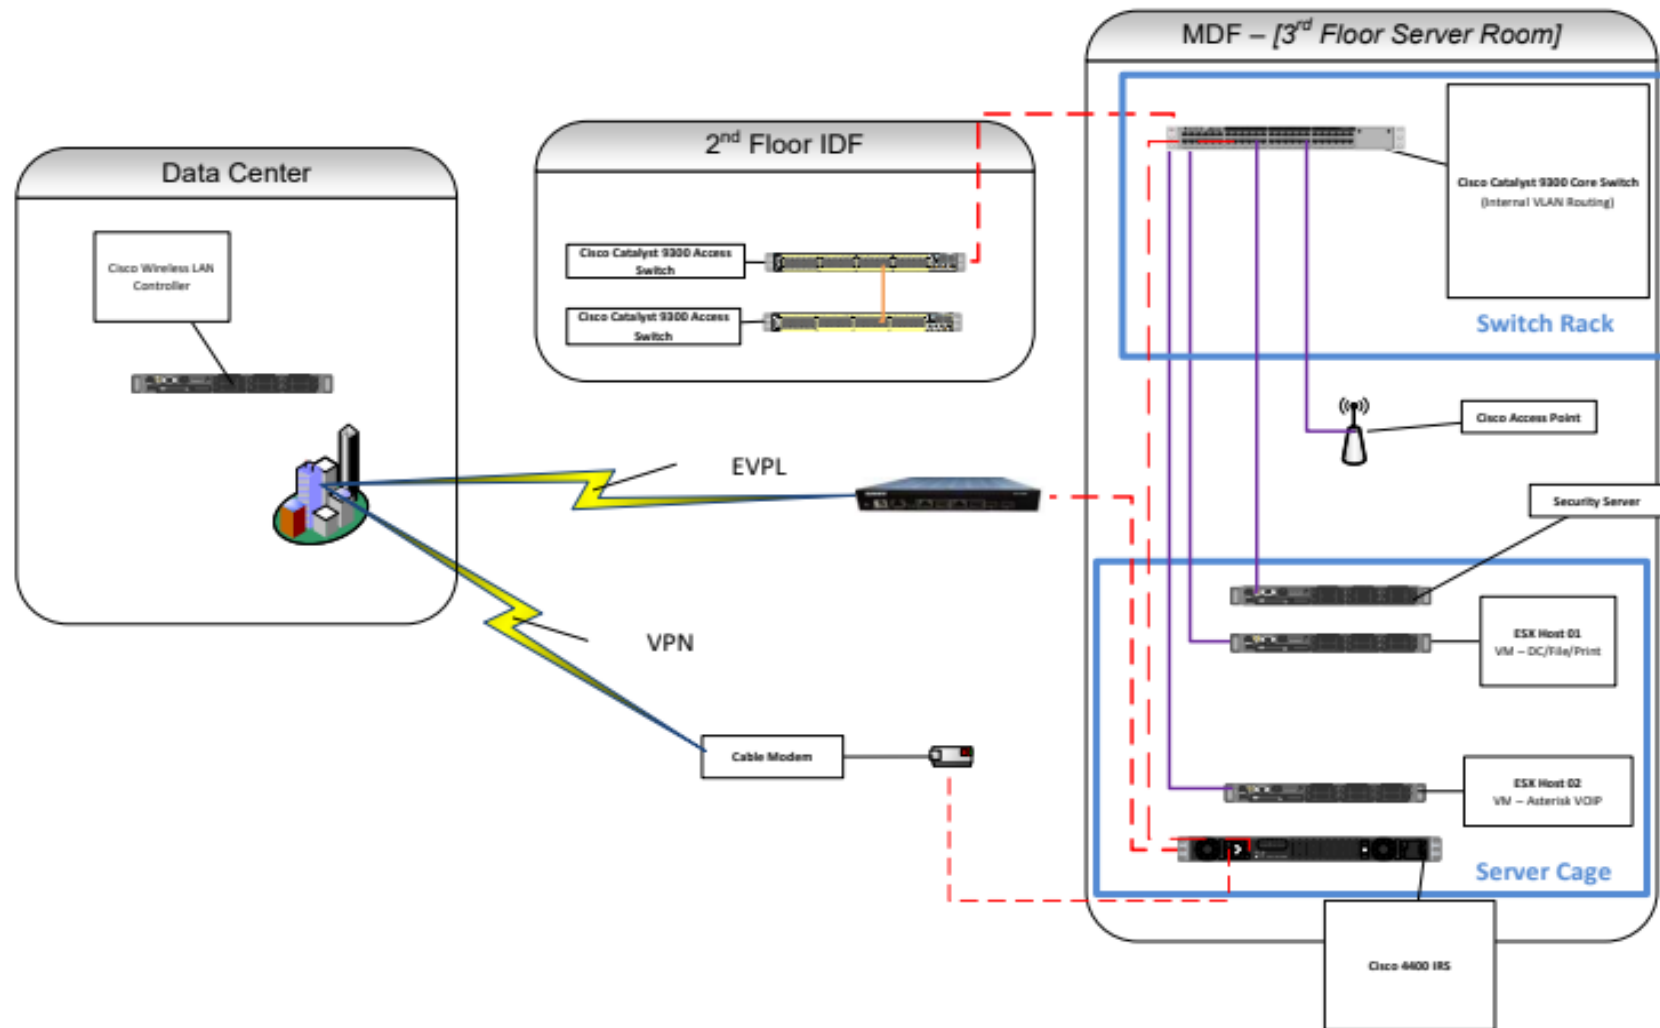 MDF – [3rd Floor Server Room]
2nd Floor IDF
Data Center
Cisco Catalyst 9300 Core Switch
(Internal VLAN Routing)
Cisco Wireless LAN
Controller
Cisco Catalyst 9300 Access
Switch
Cisco Catalyst 9300 Access
Switch
Switch Rack
Cisco Access Point
EVPL
Security Server
ESX Host 01
VM – DC/File/Print
VPN
Cable Modem
ESX Host 02
VM – Asterisk VOIP
Server Cage
Cisco 4400 IRS